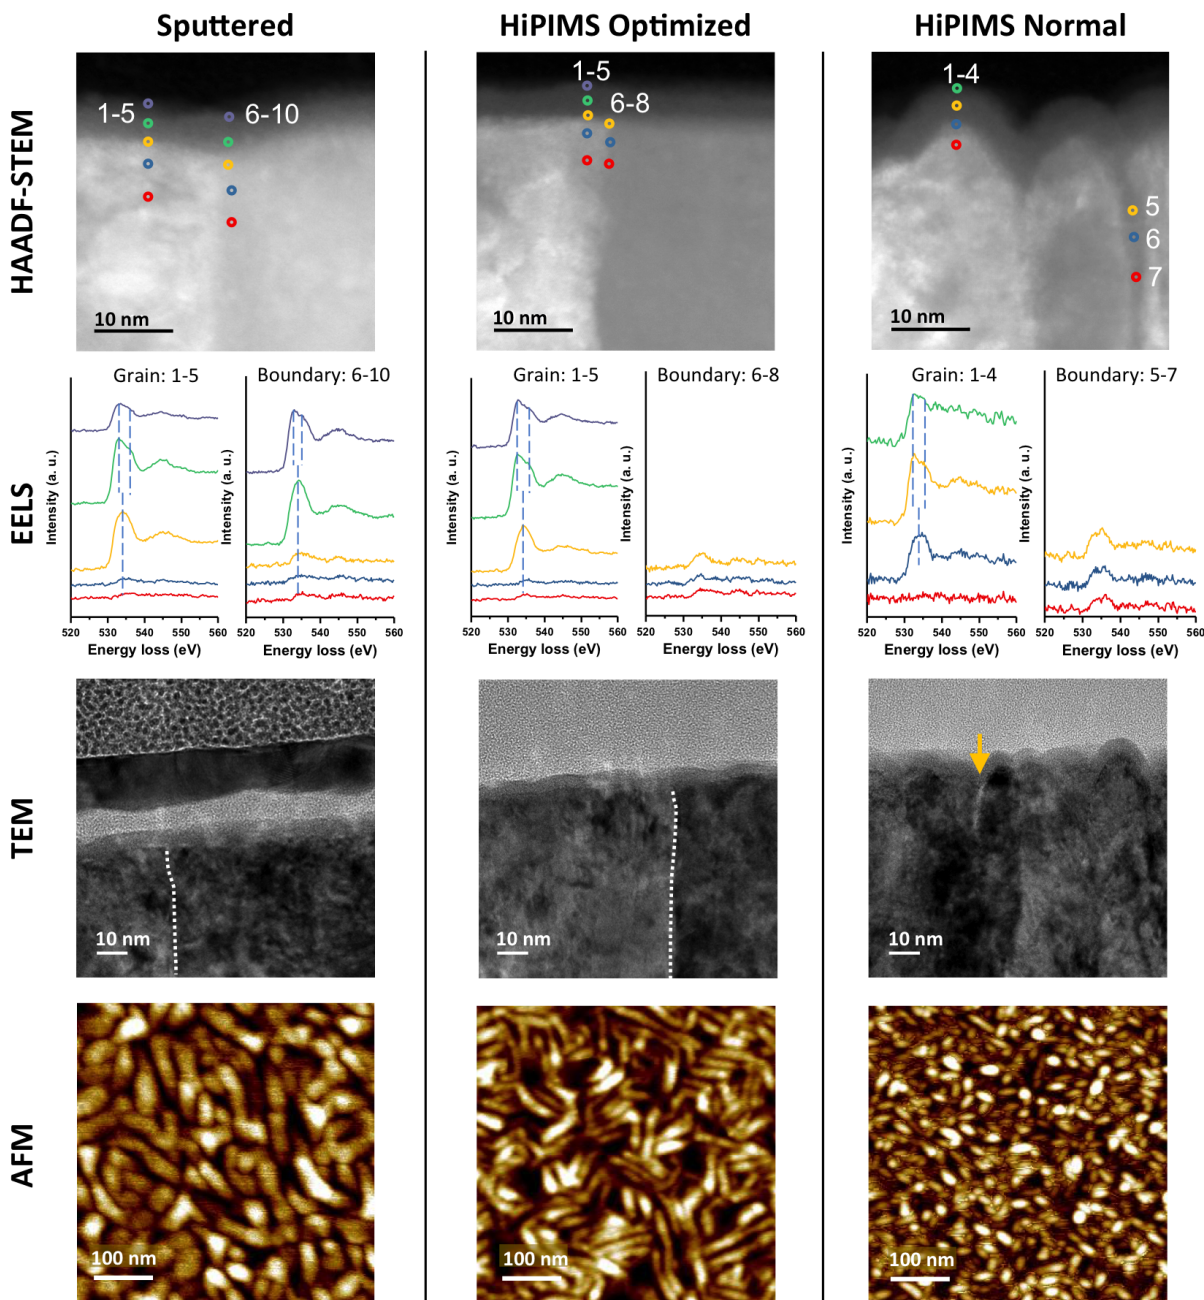 Sputtered
HiPIMS Optimized
HiPIMS Normal
HAADF-STEM
1-5
6-10
10 nm
1-5
6-8
10 nm
1-4
5
6
7
10 nm
EELS
Grain: 1-5
Boundary: 6-10
Intensity (a. u.)
Intensity (a. u.)
520 530 540 550 560
520 530 540 550 560
Energy loss (eV)
Energy loss (eV)
Grain: 1-5
Boundary: 6-8
Intensity (a. u.)
Intensity (a. u.)
520 530 540 550 560
520 530 540 550 560
Energy loss (eV)
Energy loss (eV)
Grain: 1-4
Boundary: 5-7
Intensity (a. u.)
Intensity (a. u.)
520 530 540 550 560
520 530 540 550 560
Energy loss (eV)
Energy loss (eV)
TEM
10 nm
10 nm
10 nm
AFM
100 nm
100 nm
100 nm